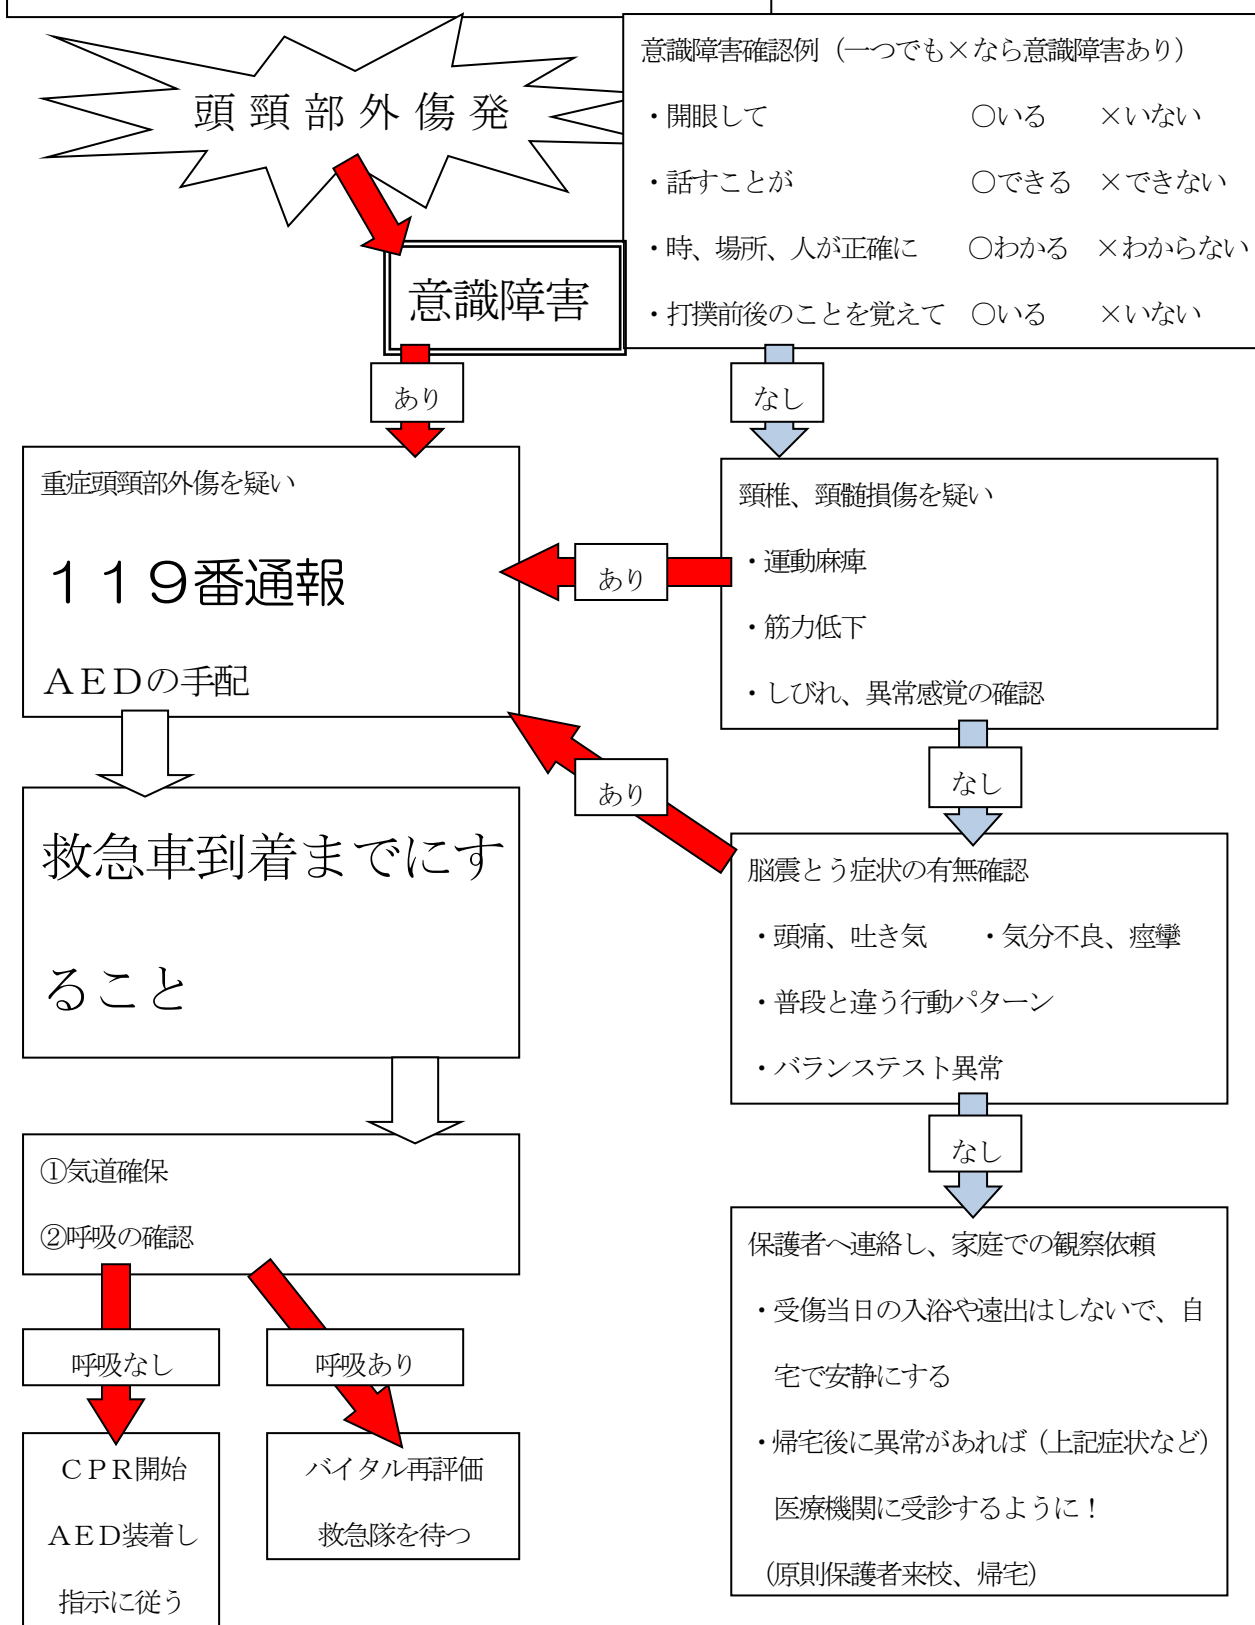 頭頸部外傷発
意識障害確認例（一つでも×なら意識障害あり）
・開眼して　〇いる　×いない
・話すことが　〇できる　×できない
・時、場所、人が正確に　〇わかる　×わからない
・打撲前後のことを覚えて　〇いる　×いない
意識障害
あり
なし
重症頭頸部外傷を疑い
１１９番通報
ＡＥＤの手配
頸椎、頸髄損傷を疑い
・運動麻痺
・筋力低下
・しびれ、異常感覚の確認
あり
なし
あり
救急車到着までにす
ること
脳震とう症状の有無確認
・頭痛、吐き気　・気分不良、痙攣
・普段と違う行動パターン
・バランステスト異常
なし
①気道確保
②呼吸の確認
呼吸なし
呼吸あり
ＣＰＲ開始
ＡＥＤ装着し
指示に従う
バイタル再評価
救急隊を待つ
保護者へ連絡し、家庭での観察依頼
・受傷当日の入浴や遠出はしないで、自
宅で安静にする
・帰宅後に異常があれば（上記症状など）
医療機関に受診するように！
（原則保護者来校、帰宅）